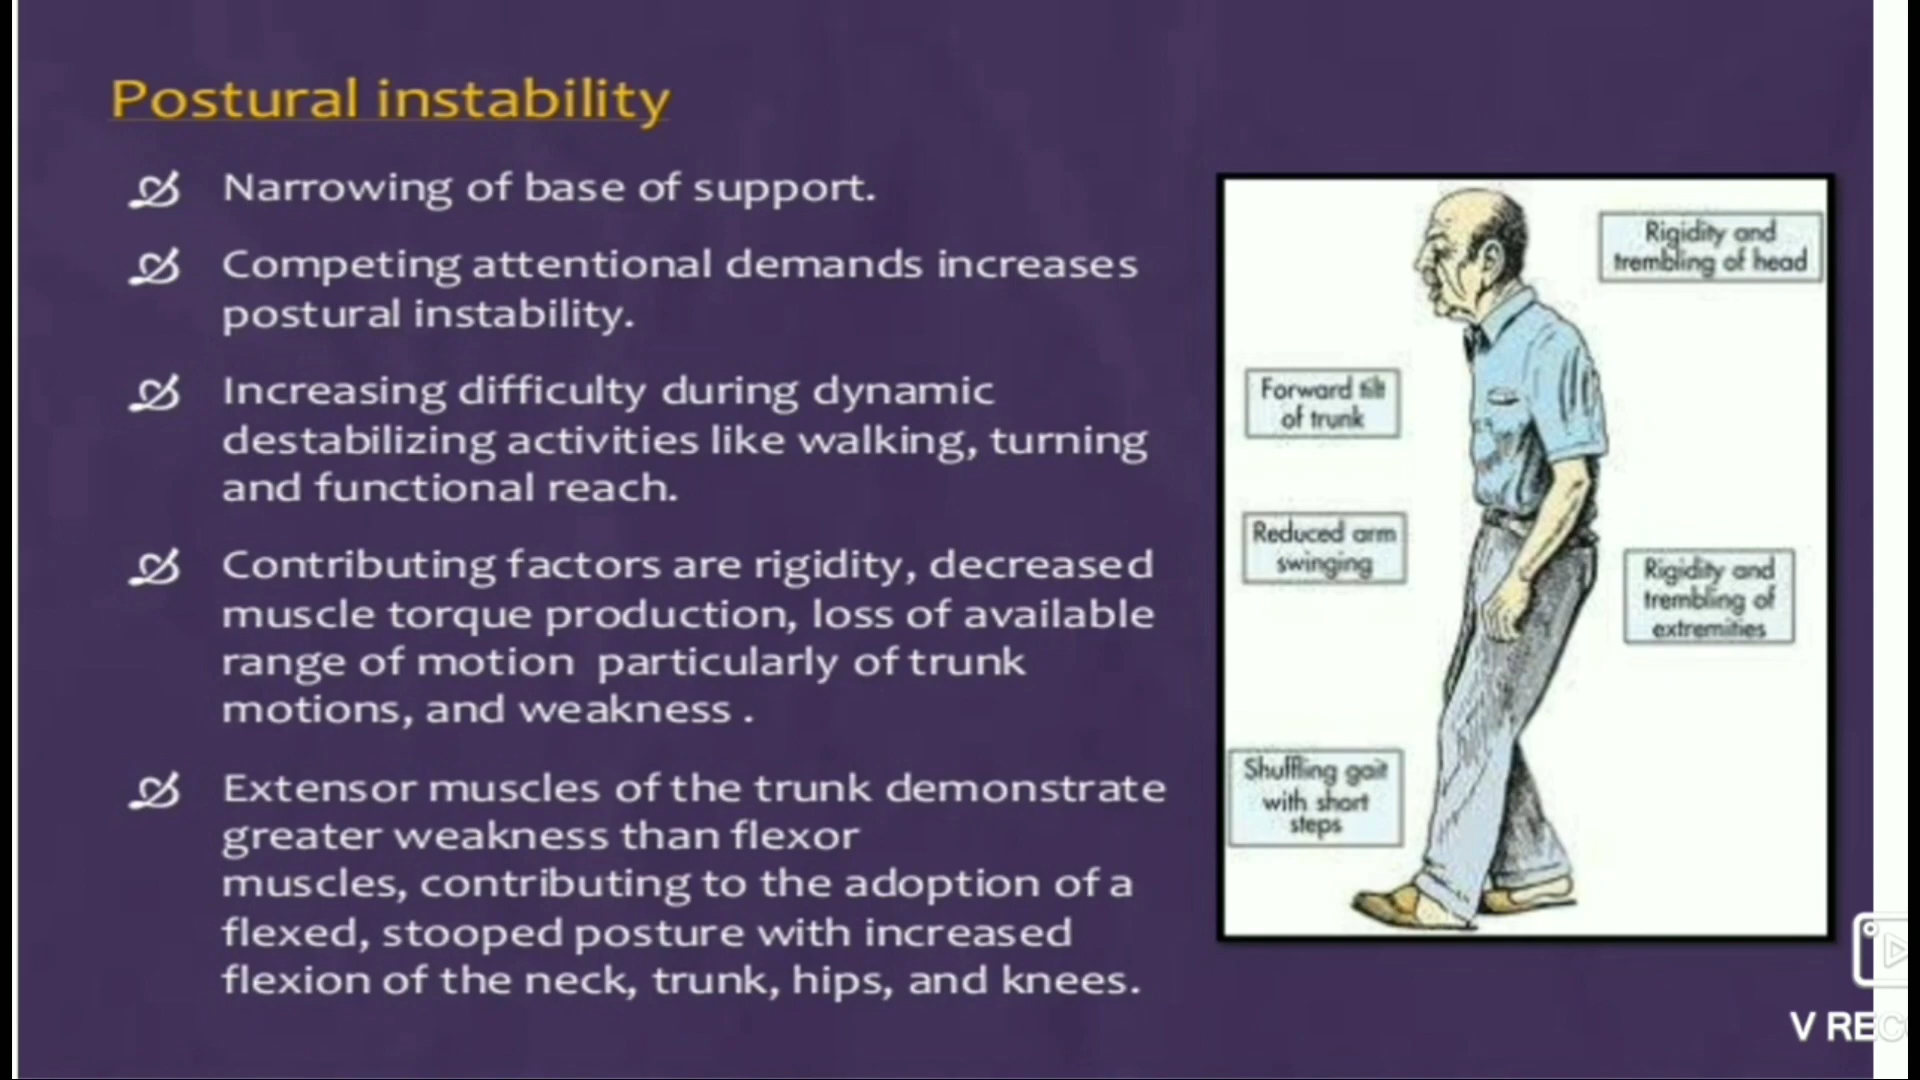 Postural instability
Narrowing of base of support.
Competing attentional demands increases
postural instability.
Increasing difficulty during dynamic
destabilizing activities like walking, turning
and functional reach.
Contributing factors are rigidity, decreased
muscle torque production, loss of available
range of motion particularly of trunk
motions, and weakness .
Extensor muscles of the trunk demonstrate
greater weakness than flexor
muscles, contributing to the adoption of a
flexed, stooped posture with increased
flexion of the neck, trunk, hips, and knees.
Rigidity and
trembling of head
Forward tilt
of trunk
Reduced arm
swinging
Rigidity and
trembling of
extremities
Shuffling gait
with short
steps
V REC